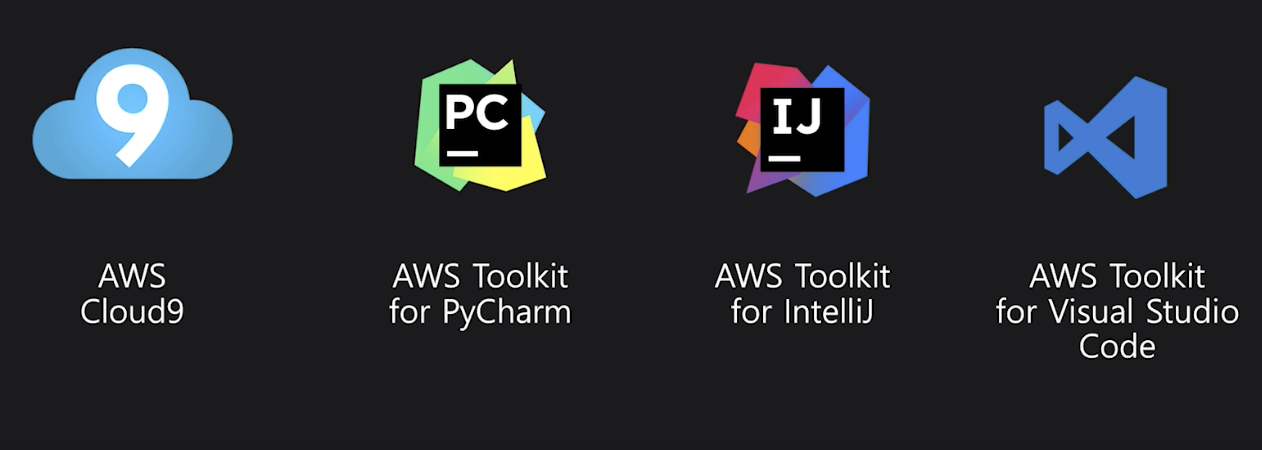 9
PC
IJ
AWS
Cloud9
AWS Toolkit
for PyCharm
AWS Toolkit
for IntelliJ
AWS Toolkit
for Visual Studio
Code